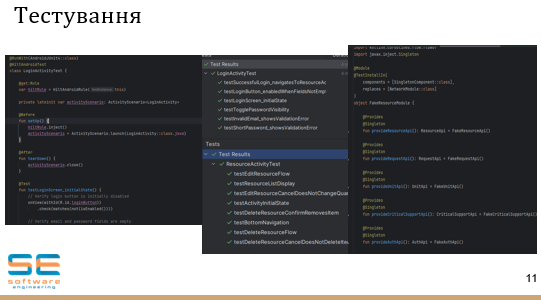 Тестування
@RunWith(AndroidJUnit4::class)
@HiltAndroidTest
class LoginActivityTest {
@get:Rule
var hiltRule = HiltAndroidRule( this)
private lateinit var activityScenario: ActivityScenario<LoginActivity>
@Before
fun setUp() {
hiltRule.inject()
activityScenario = ActivityScenario.launch(LoginActivity::class.java)
}
@After
fun tearDown() {
activityScenario.close()
}
@Test
fun testLoginScreen_initialState() {
// Verify login button is initially disabled
onView(withId(R.id.loginButton))
.check(matches(not(isEnabled())))
// Verify email and password fields are empty
Test Results
LoginActivityTest
testSuccessfulLogin_navigatesToResourceAc
testLoginButton_enabledWhenFieldsNotEmp
testLoginScreen_initialState
testTogglePasswordVisibility
testInvalidEmail_showsValidationError
testShortPassword_showsValidationError
Tests
Test Results
ResourceActivityTest
testEditResourceFlow
testResourceListDisplay
testEditResourceCancelDoesNotChangeQua
testActivityInitialState
testDeleteResourceConfirmRemovesItem
testBottomNavigation
testDeleteResourceFlow
testDeleteResourceCancelDoesNotDeleteIte
import javax.inject.Singleton
@Module
@TestInstallIn(
components = [SingletonComponent::class],
replaces = [NetworkModule::class]
)
object FakeResourceModule {
@Provides
@Singleton
fun provideResourceApi(): ResourceApi = FakeResourceApi()
@Provides
@Singleton
fun provideRequestApi(): RequestApi = FakeRequestApi()
@Provides
@Singleton
fun provideUnitApi(): UnitApi = FakeUnitApi()
@Provides
@Singleton
fun provideCriticalSupportApi(): CriticalSupportApi = FakeCriticalSupportApi()
@Provides
@Singleton
fun provideAuthApi(): AuthApi = FakeAuthApi()
SE
software
engineering
11